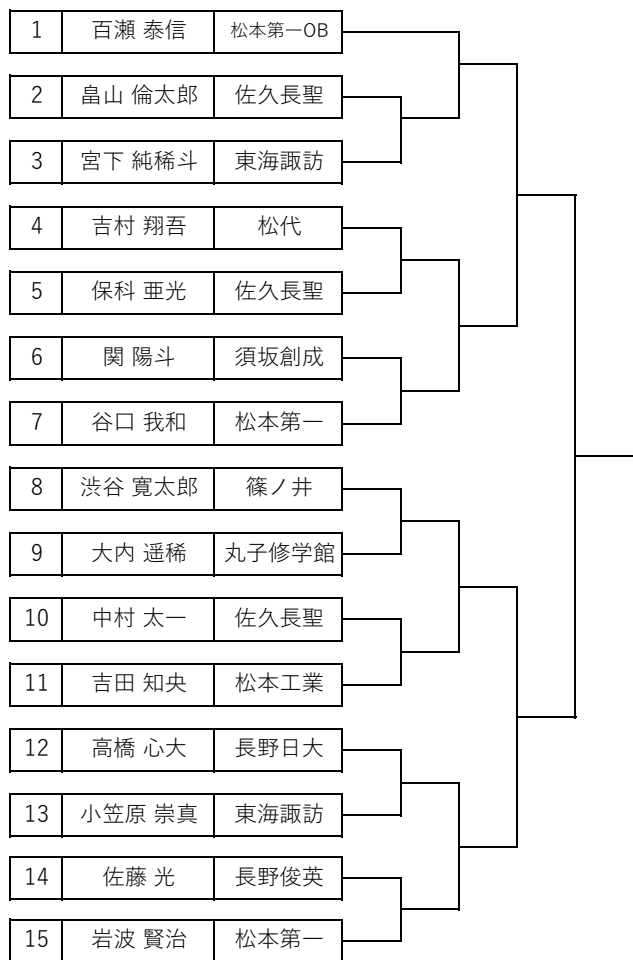 1 百瀬 泰信 松本第一OB
2 畠山 倫太郎 佐久長聖
3 宮下 純稀斗 東海諏訪
4 吉村 翔吾 松代
5 保科 亜光 佐久長聖
6 関 陽斗 須坂創成
7 谷口 我和 松本第一
8 渋谷 寛太郎 篠ノ井
9 大内 遥稀 丸子修学館
10 中村 太一 佐久長聖
11 吉田 知央 松本工業
12 高橋 心大 長野日大
13 小笠原 崇真 東海諏訪
14 佐藤 光 長野俊英
15 岩波 賢治 松本第一